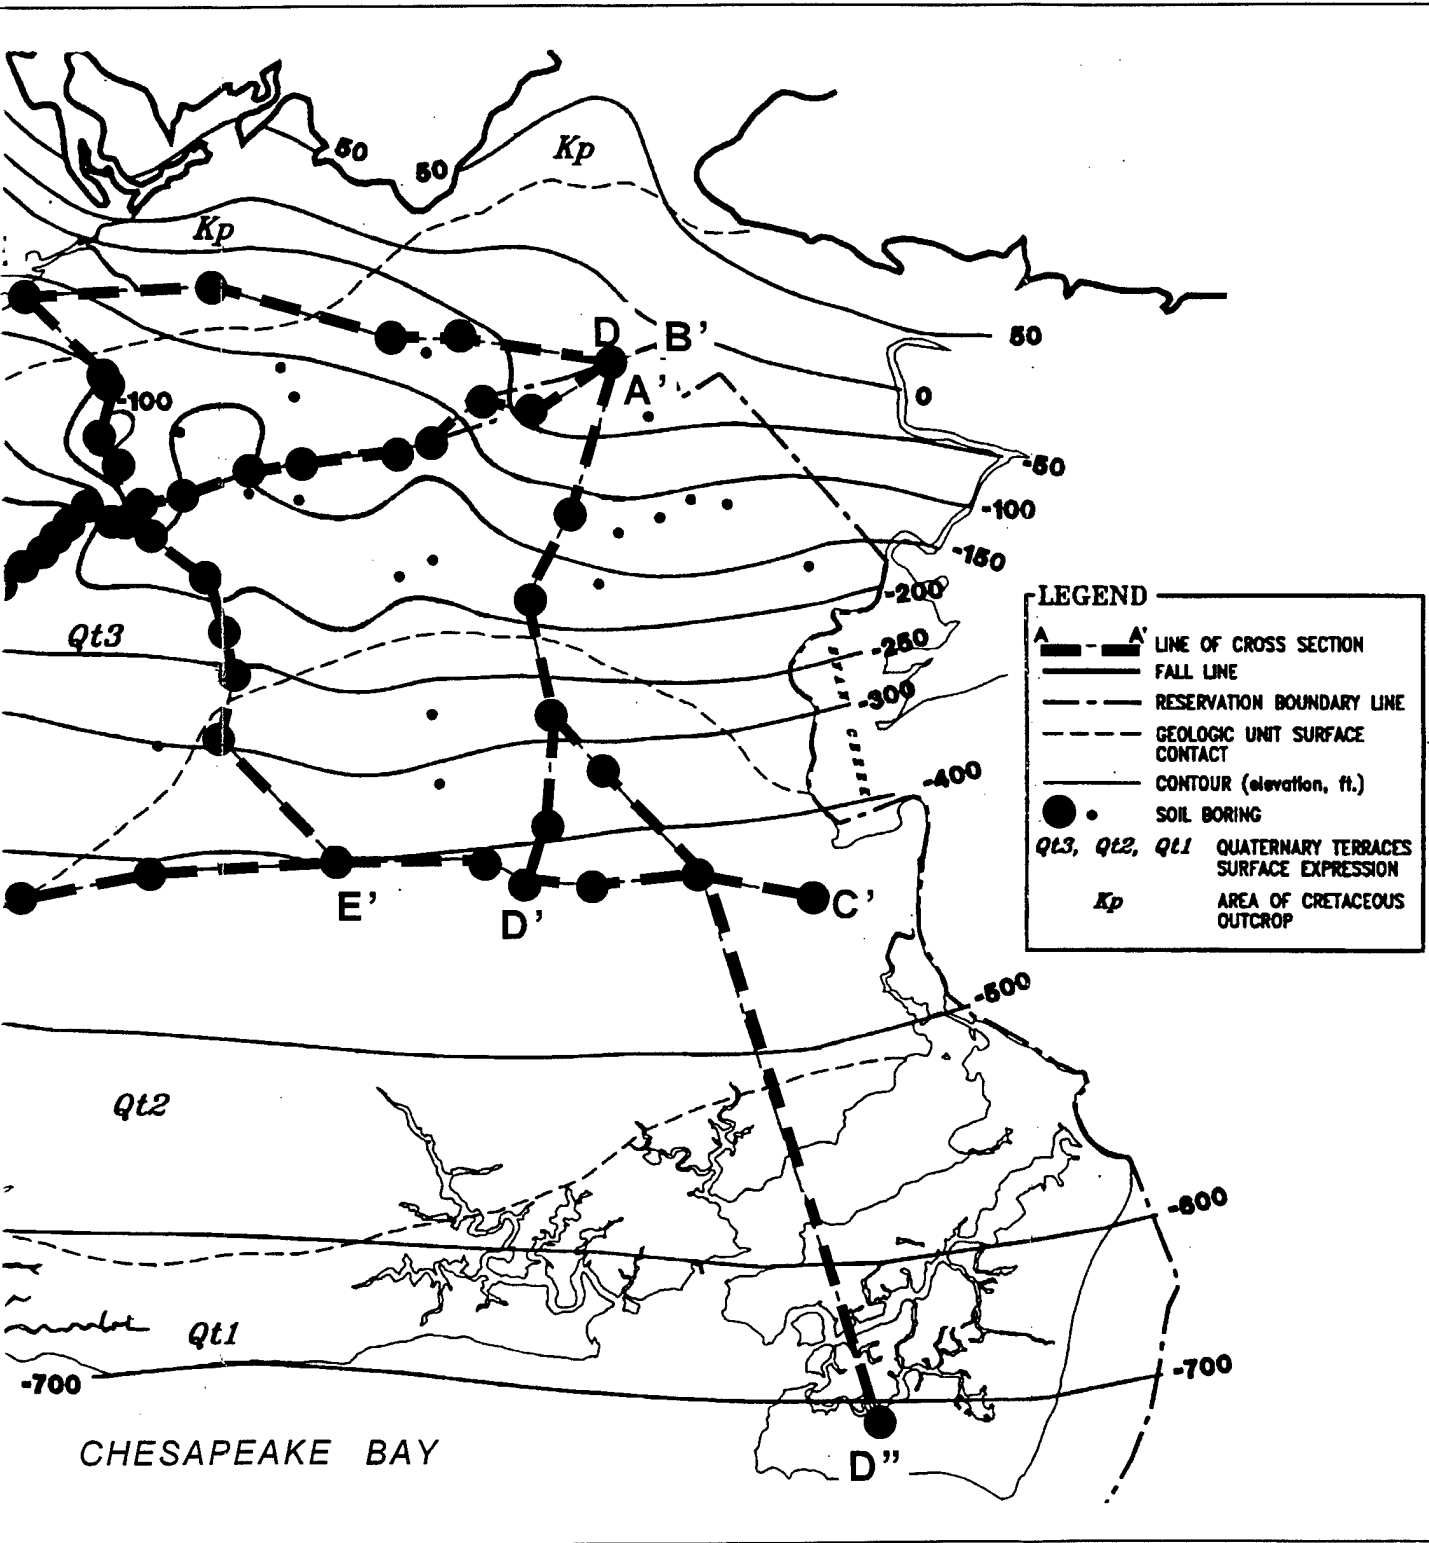 Kp
50
50
Kp
D
B'
50
A'
0
-100
-50
-100
-150
-200
Qt3
-250
-300
CREEK
-400
LEGEND
A A' LINE OF CROSS SECTION
FALL LINE
RESERVATION BOUNDARY LINE
GEOLOGIC UNIT SURFACE
CONTACT
CONTOUR (elevation, ft.)
SOIL BORING
Qt3, Qt2, Qt1 QUATERNARY TERRACES
SURFACE EXPRESSION
Kp AREA OF CRETACEOUS
OUTCROP
E'
D'
C'
-500
Qt2
-600
Qt1
-700
-700
CHESAPEAKE BAY
D"